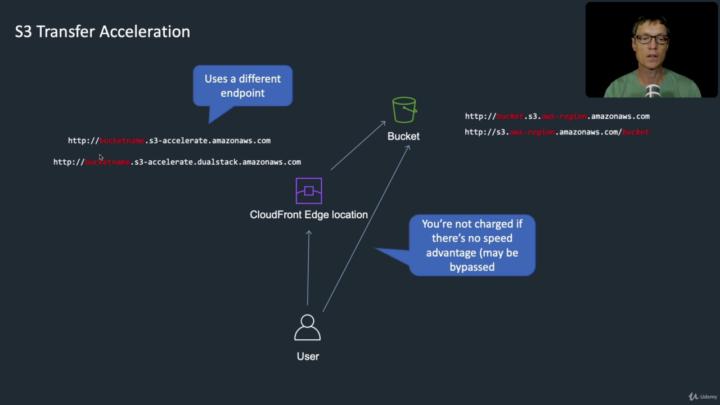 S3 Transfer Acceleration
Uses a different
endpoint
http://bucketname.s3-accelerate.amazonaws.com
http://bucketname.s3-accelerate.dualstack.amazonaws.com
Bucket
http://bucket.s3.aws-region.amazonaws.com
http://s3.aws-region.amazonaws.com/bucket
CloudFront Edge location
You’re not charged if
there’s no speed
advantage (may be
bypassed
User
Udemy